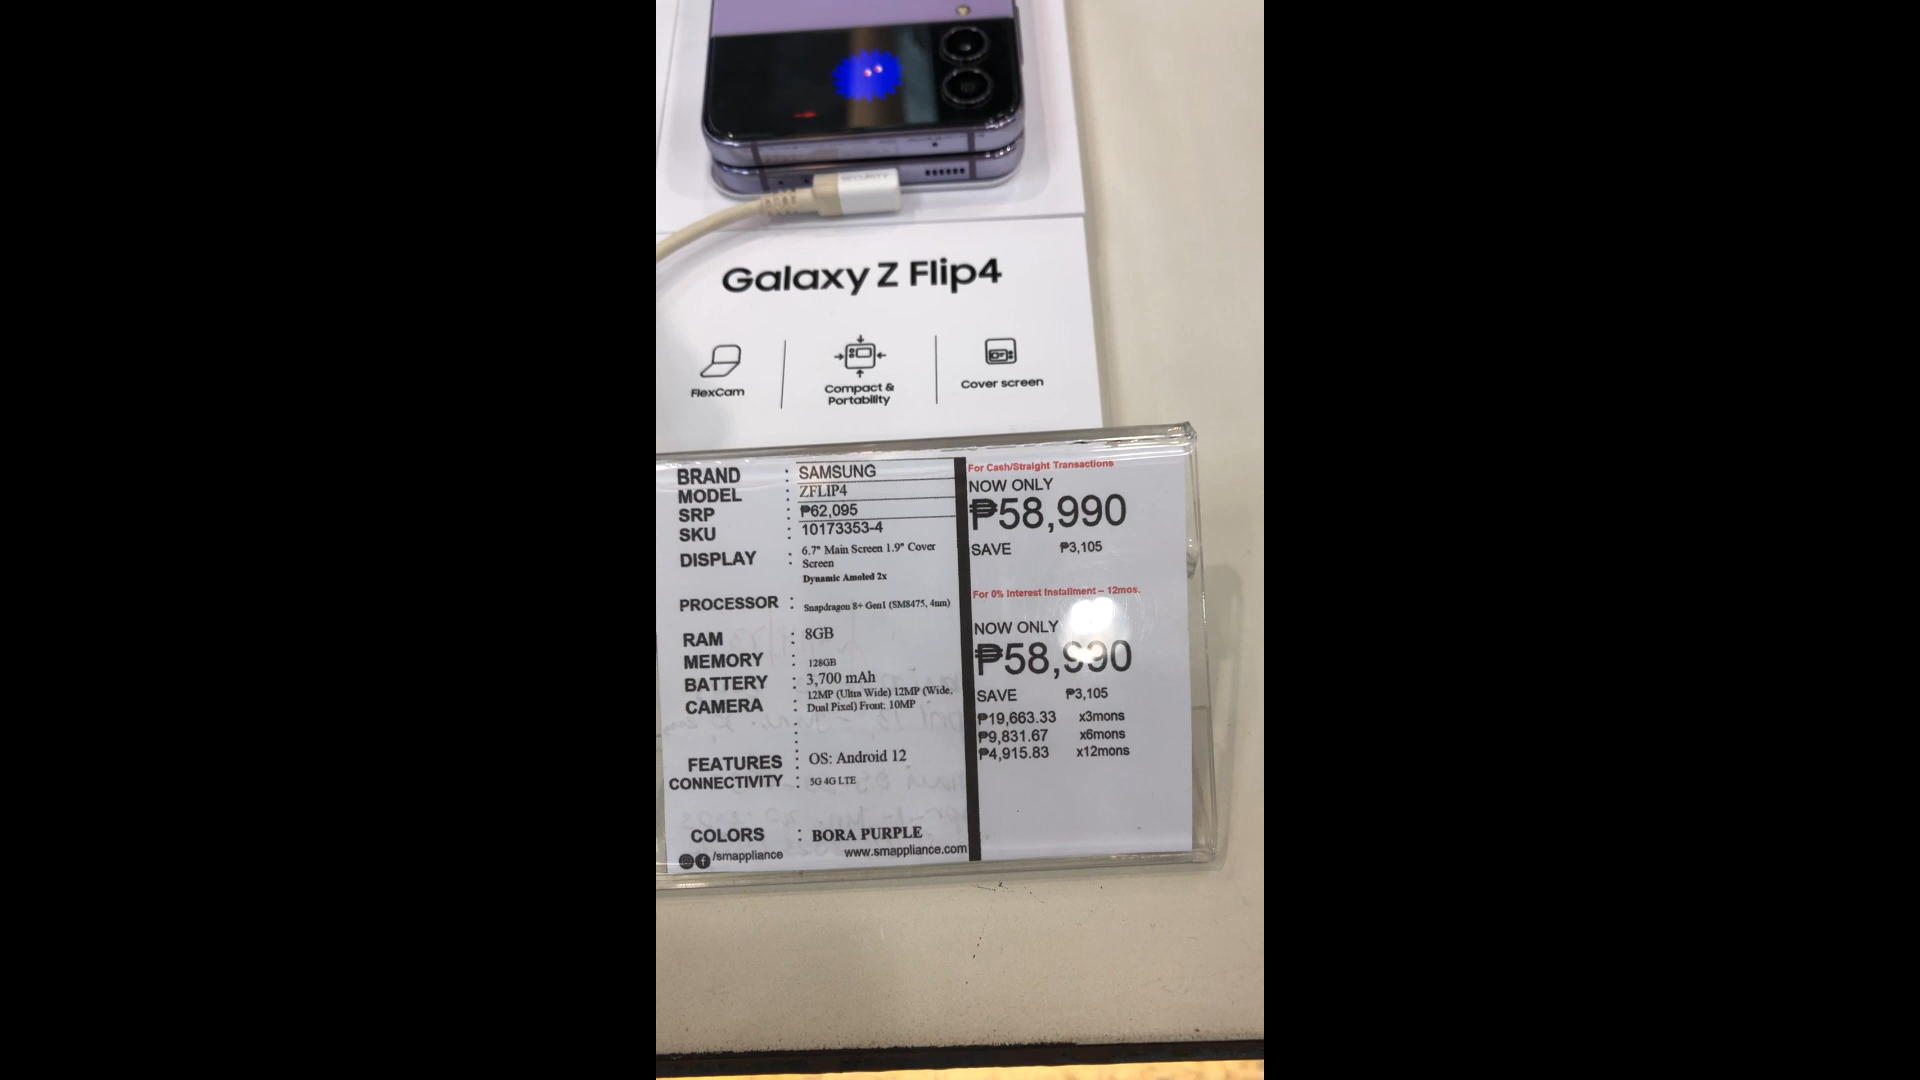 SECURITY
Galaxy Z Flip4
FlexCam
Compact &
Portability
Cover screen
BRAND : SAMSUNG
MODEL : ZFLIP4
SRP : ₱62,095
SKU : 10173353-4
DISPLAY : 6.7" Main Screen 1.9" Cover
: Screen
Dynamic Amoled 2x
PROCESSOR : Snapdragon 8+ Gen1 (SM8475, 4nm)
RAM : 8GB
MEMORY : 128GB
BATTERY : 3,700 mAh
CAMERA : 12MP (Ultra Wide) 12MP (Wide,
Dual Pixel) Front: 10MP
FEATURES : OS: Android 12
CONNECTIVITY : 5G 4G LTE
COLORS : BORA PURPLE
/smappliance
www.smappliance.com
For Cash/Straight Transactions
NOW ONLY
₱58,990
SAVE ₱3,105
For 0% Interest Installment – 12mos.
NOW ONLY
₱58,990
SAVE ₱3,105
₱19,663.33 x3mons
₱9,831.67 x6mons
₱4,915.83 x12mons